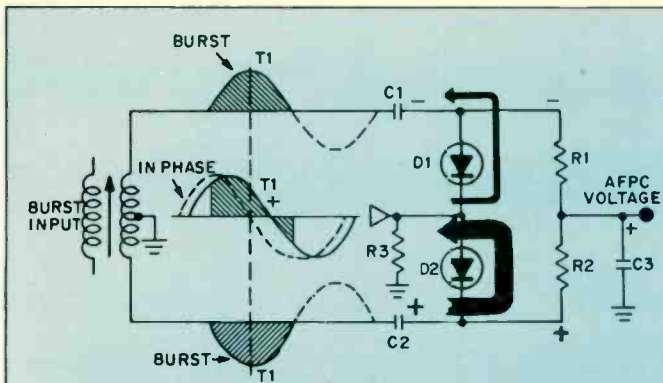 BURST
T1
C1
-
-
IN PHASE
T1
+
D1
R1
AFPC
VOLTAGE
BURST
INPUT
R3
D2
+
R2
C3
+
C2
+
BURST
T1